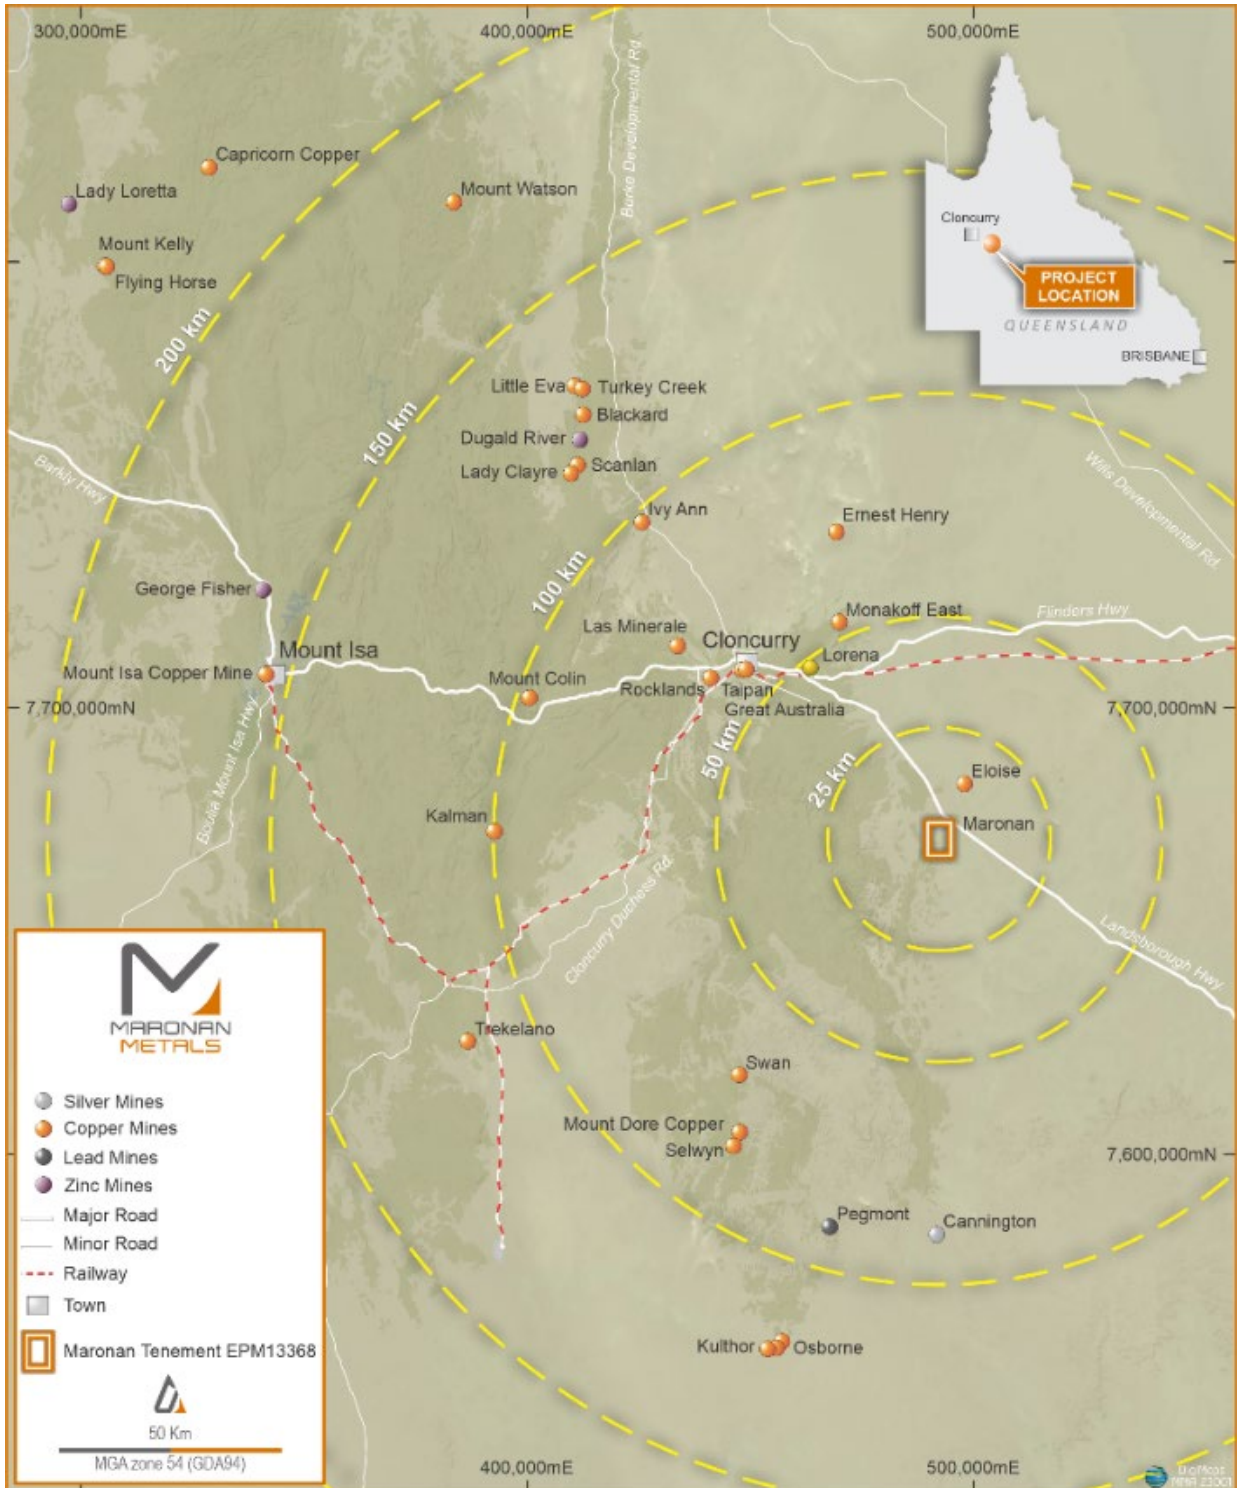 300,000mE
400,000mE
500,000mE
Burke Developmental Rd.
Capricorn Copper
Lady Loretta
Mount Watson
Mount Kelly
Flying Horse
Cloncurry
PROJECT
LOCATION
QUEENSLAND
BRISBANE
200 km
150 km
Little Eva
Turkey Creek
Blackard
Dugald River
Scanlan
Lady Clayre
Barkly Hwy
Wills Developmental Rd.
Ivy Ann
Ernest Henry
100 km
George Fisher
Monakoff East
Flinders Hwy
Las Minerale
Cloncurry
Mount Isa
Lorena
Mount Isa Copper Mine
Mount Colin
Rocklands
Taipan
Great Australia
7,700,000mN
7,700,000mN
Boulia Mount Isa Hwy
50 km
25 km
Eloise
Kalman
Maronan
Cloncurry Duchess Rd.
Landsborough Hwy
MARONAN
METALS
Trekelano
Swan
Mount Dore Copper
Selwyn
7,600,000mN
Silver Mines
Copper Mines
Lead Mines
Zinc Mines
Major Road
Minor Road
Railway
Town
Maronan Tenement EPM13368
50 Km
MGA zone 54 (GDA94)
Pegmont
Cannington
Kulthor
Osborne
400,000mE
500,000mE